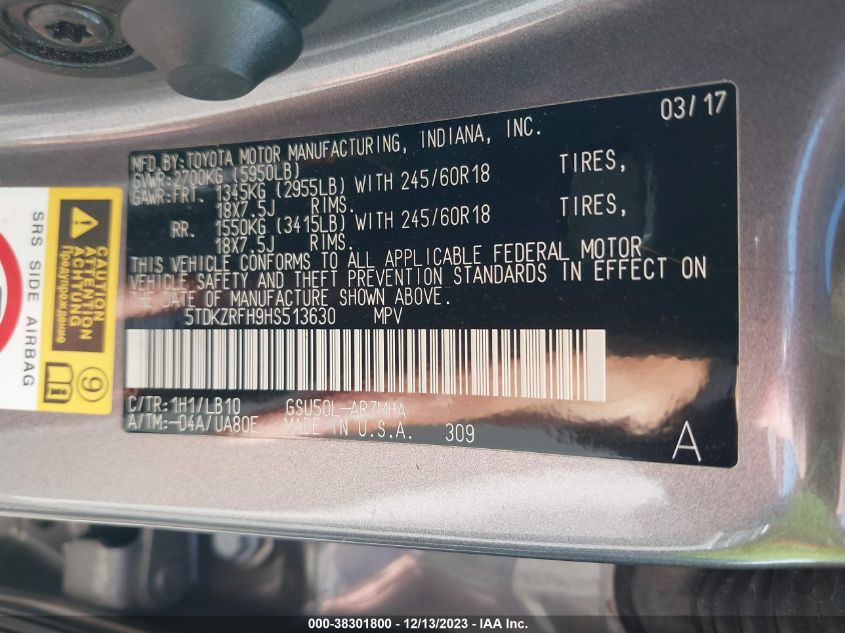 03/17
MFD.BY:TOYOTA MOTOR MANUFACTURING, INDIANA, INC.
GVWR:2700KG (5950LB)
GAWR:FRT. 1345KG (2955LB) WITH 245/60R18 TIRES,
18X7.5J RIMS.
RR. 1550KG (3415LB) WITH 245/60R18 TIRES,
18X7.5J RIMS.
THIS VEHICLE CONFORMS TO ALL APPLICABLE FEDERAL MOTOR
VEHICLE SAFETY AND THEFT PREVENTION STANDARDS IN EFFECT ON
THE DATE OF MANUFACTURE SHOWN ABOVE.
5TDKZRFH9HS513630 MPV
C/TR:1H1/LB10 GSU50L-ARZMHA
A/TM:-04A/UA80E MADE IN U.S.A. 309
A
SRS SIDE AIRBAG
CAUTION
ATTENTION
ACHTUNG
Предупреждение
9
000-38301800 - 12/13/2023 - IAA Inc.